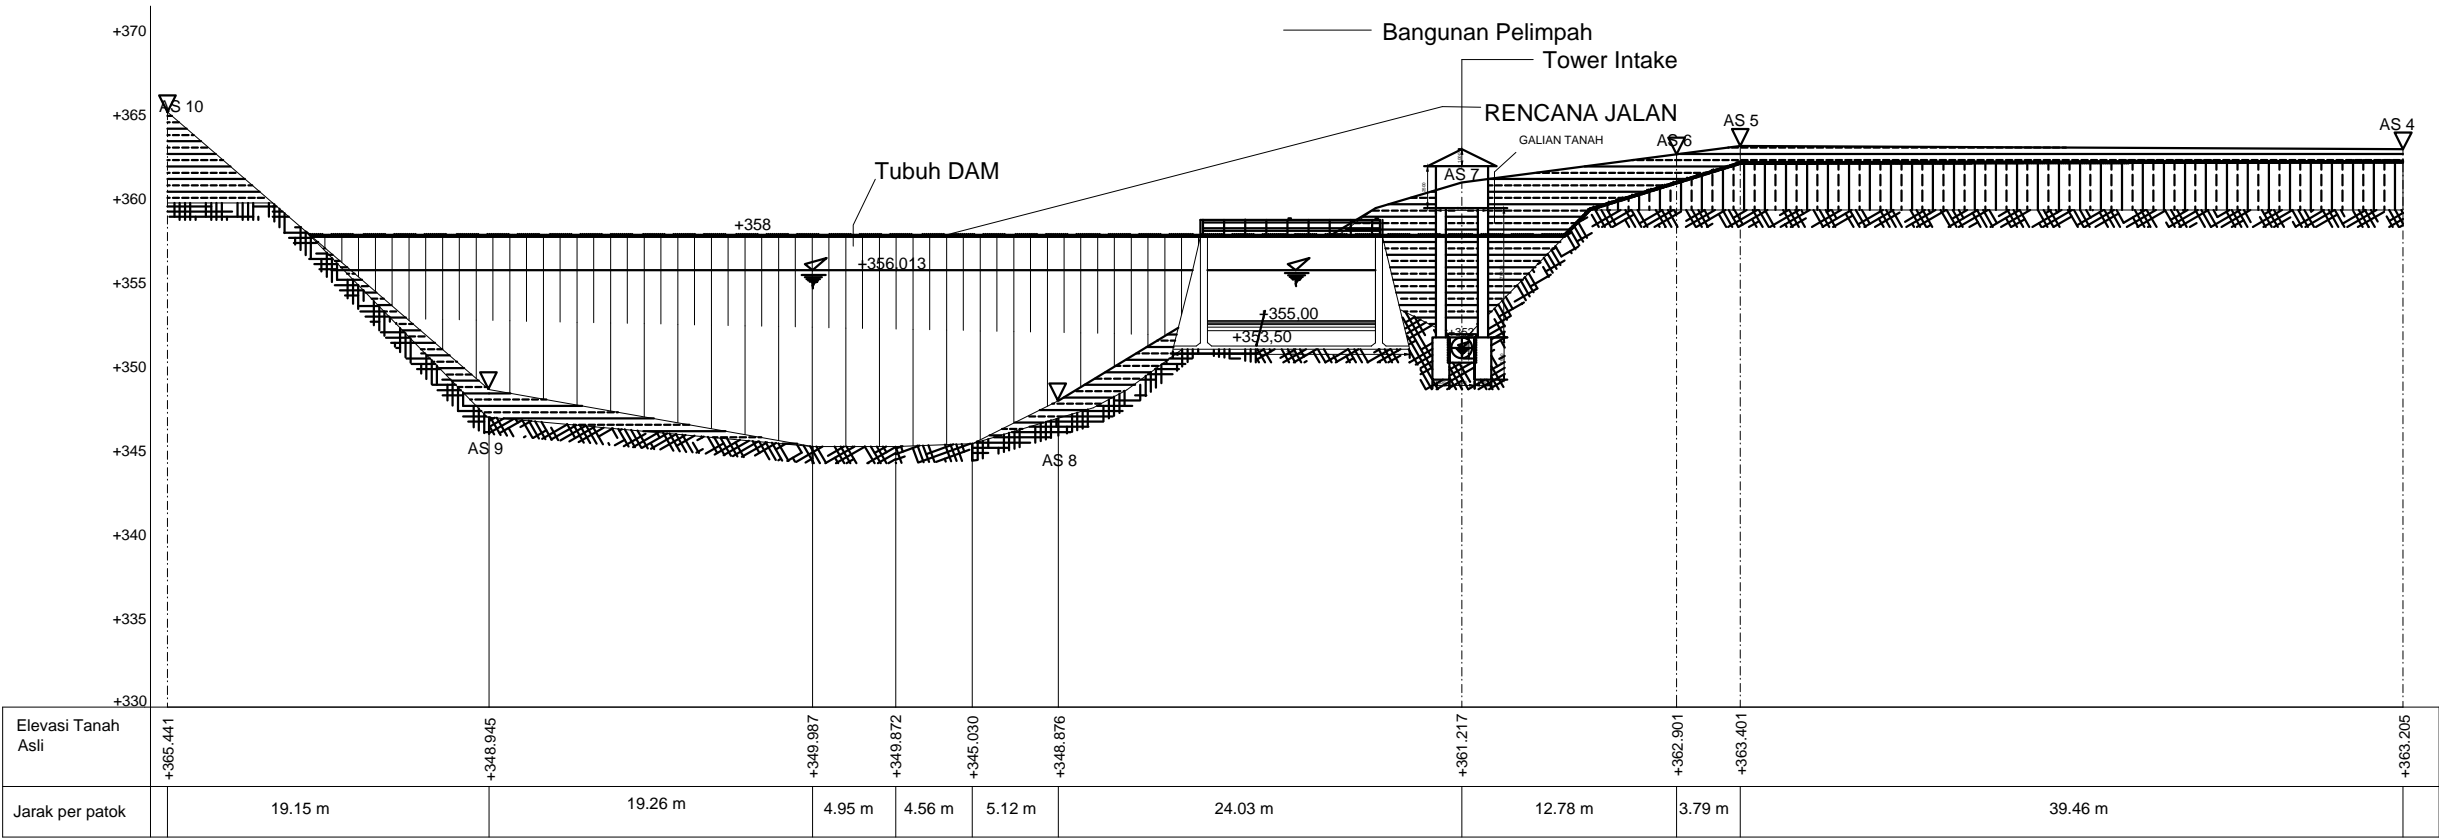 +370
Bangunan Pelimpah
Tower Intake
AS 10
+365
RENCANA JALAN
GALIAN TANAH
AS 6
AS 5
AS 4
Tubuh DAM
AS 7
+360
+358
+356.013
+355
+355,00
+353,50
+352
+350
AS 9
+345
AS 8
+340
+335
+330
Elevasi Tanah
Asli
+365.441
+348.945
+349.987
+349.872
+345.030
+348.876
+361.217
+362.901
+363.401
+363.205
Jarak per patok
19.15 m
19.26 m
4.95 m
4.56 m
5.12 m
24.03 m
12.78 m
3.79 m
39.46 m